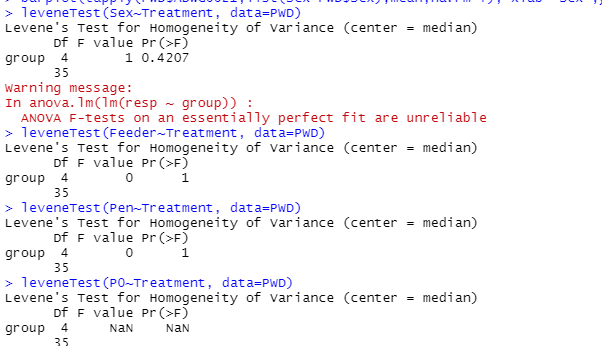 > leveneTest(Sex~Treatment, data=PWD)
Levene's Test for Homogeneity of Variance (center = median)
Df F value Pr(>F)
group 4 1 0.4207
35
Warning message:
In anova.lm(lm(resp ~ group)) :
ANOVA F-tests on an essentially perfect fit are unreliable
> leveneTest(Feeder~Treatment, data=PWD)
Levene's Test for Homogeneity of Variance (center = median)
Df F value Pr(>F)
group 4 0 1
35
> leveneTest(Pen~Treatment, data=PWD)
Levene's Test for Homogeneity of Variance (center = median)
Df F value Pr(>F)
group 4 0 1
35
> leveneTest(PO~Treatment, data=PWD)
Levene's Test for Homogeneity of Variance (center = median)
Df F value Pr(>F)
group 4 NaN NaN
35